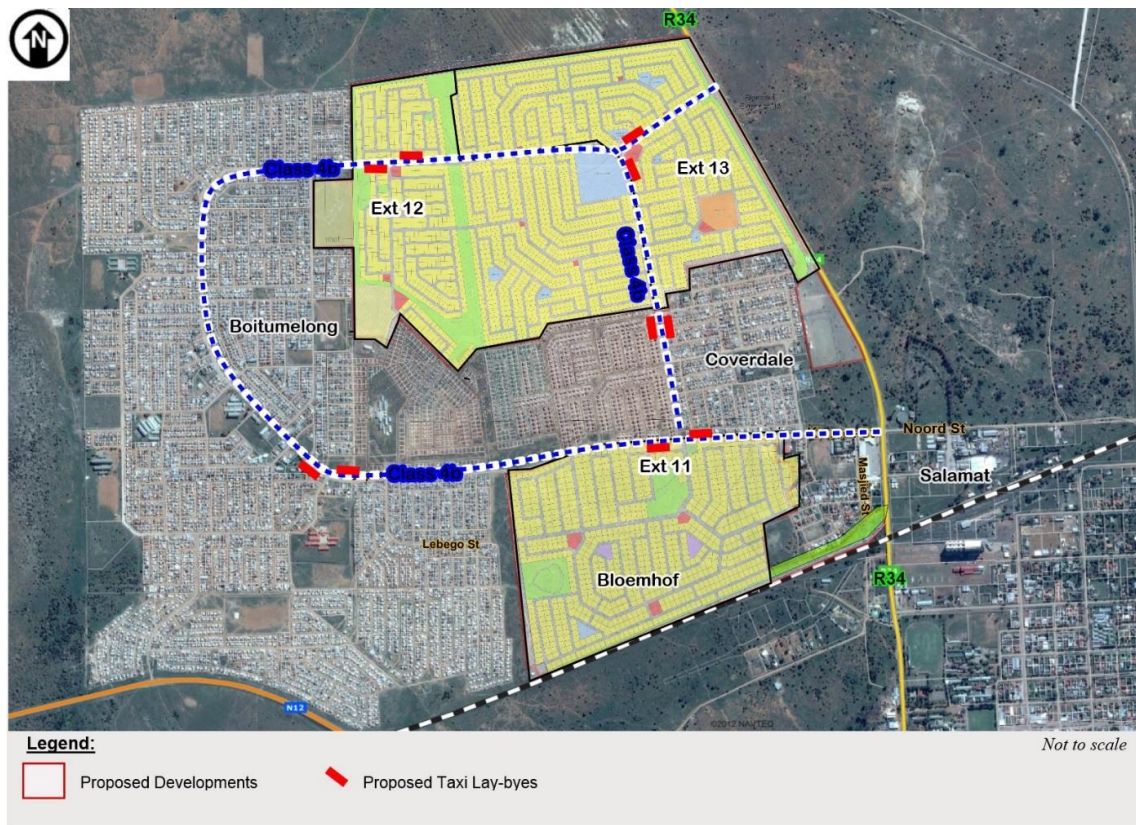 N
R34
Class 4b
Ext 13
Ext 12
Class 4b
Boitumelong
Coverdale
Noord St
Ext 11
Class 4b
Salamat
Masjied St
Lebego St
Bloemhof
R34
N12
©2012 NAVTEQ
Legend:
Not to scale
Proposed Developments
Proposed Taxi Lay-byes